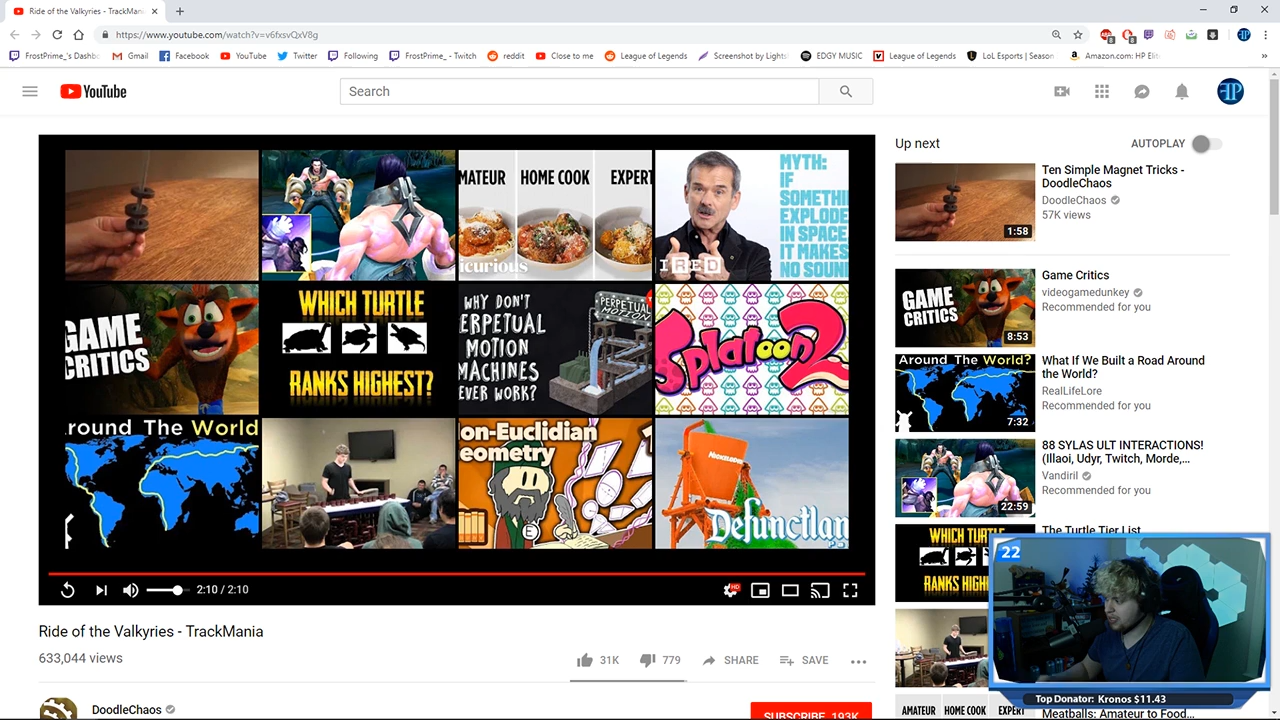 Ride of the Valkyries - TrackMania
https://www.youtube.com/watch?v=v6fxsvQxV8g
FrostPrime_'s Dashb
Gmail
Facebook
YouTube
Twitter
Following
FrostPrime_ - Twitch
reddit
Close to me
League of Legends
Screenshot by Lights
EDGY MUSIC
League of Legends
LoL Esports | Season
Amazon.com: HP Elit
YouTube
Search
MATEUR HOME COOK EXPERT
icurious
MYTH:
IF
SOMETHI
EXPLODE
IN SPACE
IT MAKES
NO SOUN
IRED
GAME
CRITICS
WHICH TURTLE
RANKS HIGHEST?
WHY DON'T
ERPETUAL
MOTION
MACHINES
EVER WORK?
PERPETUAL
MOTION
Splatoon 2
round The World
on-Euclidian
eometry
NICKELODEON
Defunctlan
2:10 / 2:10
HD
Ride of the Valkyries - TrackMania
633,044 views
31K
779
SHARE
SAVE
DoodleChaos
SUBSCRIBE 193K
Up next
AUTOPLAY
1:58
Ten Simple Magnet Tricks -
DoodleChaos
DoodleChaos
57K views
GAME
CRITICS
8:53
Game Critics
videogamedunkey
Recommended for you
Around The World?
7:32
What If We Built a Road Around
the World?
RealLifeLore
Recommended for you
22:59
88 SYLAS ULT INTERACTIONS!
(Illaoi, Udyr, Twitch, Morde,...
Vandiril
Recommended for you
WHICH TURTLE
RANKS HIGH
The Turtle Tier List
22
Top Donator: Kronos $11.43
AMATEUR HOME COOK EXPERT
Meatballs: Amateur to Food...